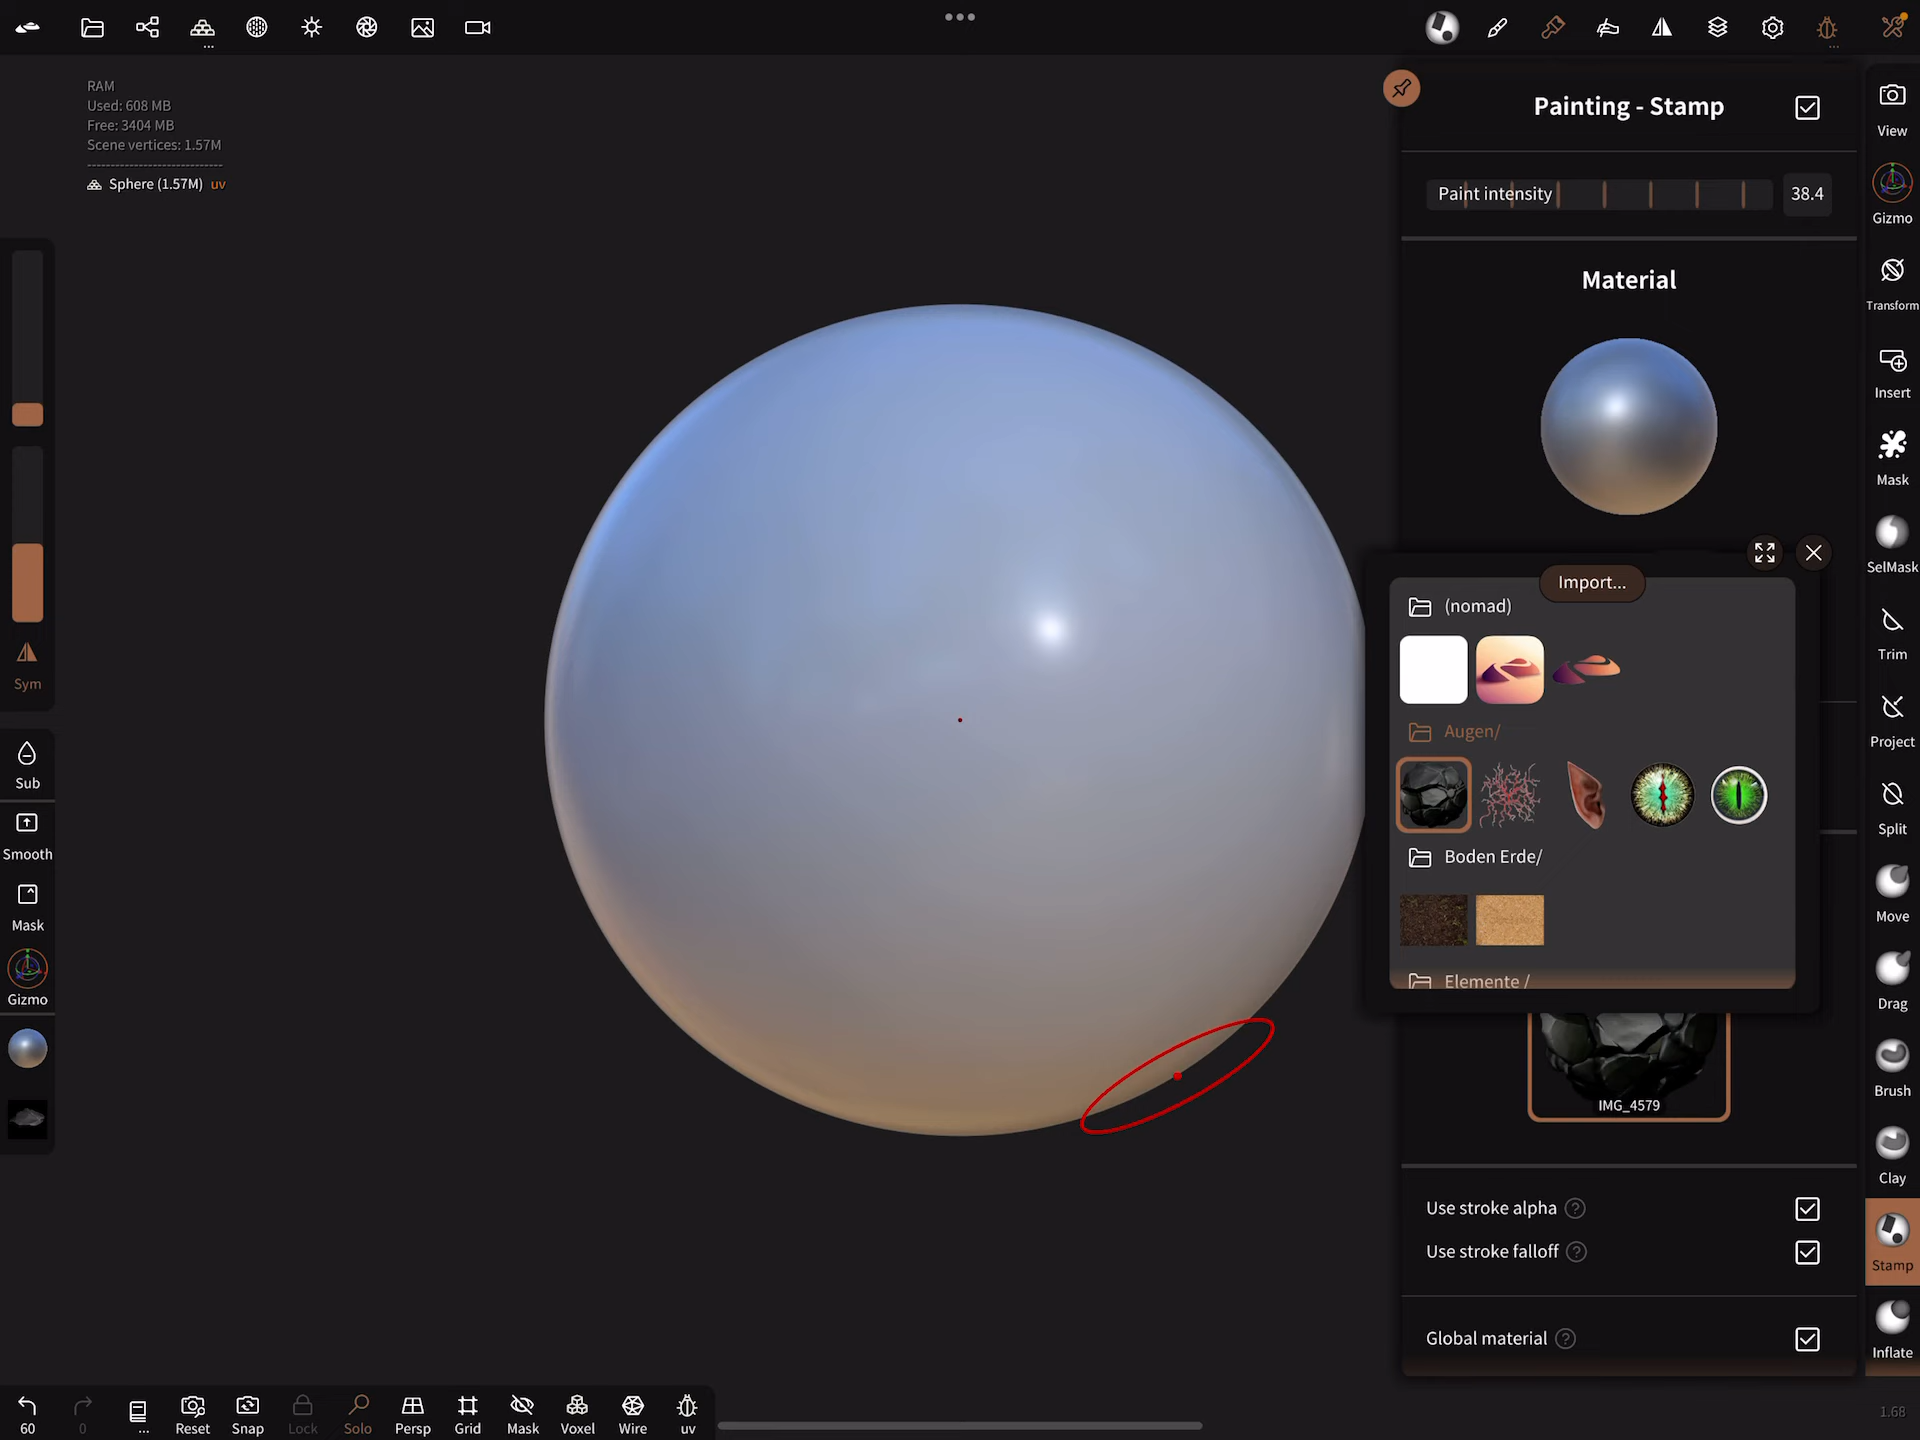 RAM
Used: 608 MB
Free: 3404 MB
Scene vertices: 1.57M
------------------------------
Sphere (1.57M) uv
Sym
Sub
Smooth
Mask
Gizmo
Painting - Stamp
Paint intensity 38.4
Material
Import...
(nomad)
Augen/
Boden Erde/
Elemente /
IMG_4579
Use stroke alpha ?
Use stroke falloff ?
Global material ?
View
Gizmo
Transform
Insert
Mask
SelMask
Trim
Project
Split
Move
Drag
Brush
Clay
Stamp
Inflate
1.68
60 0 ... Reset Snap Lock Solo Persp Grid Mask Voxel Wire uv